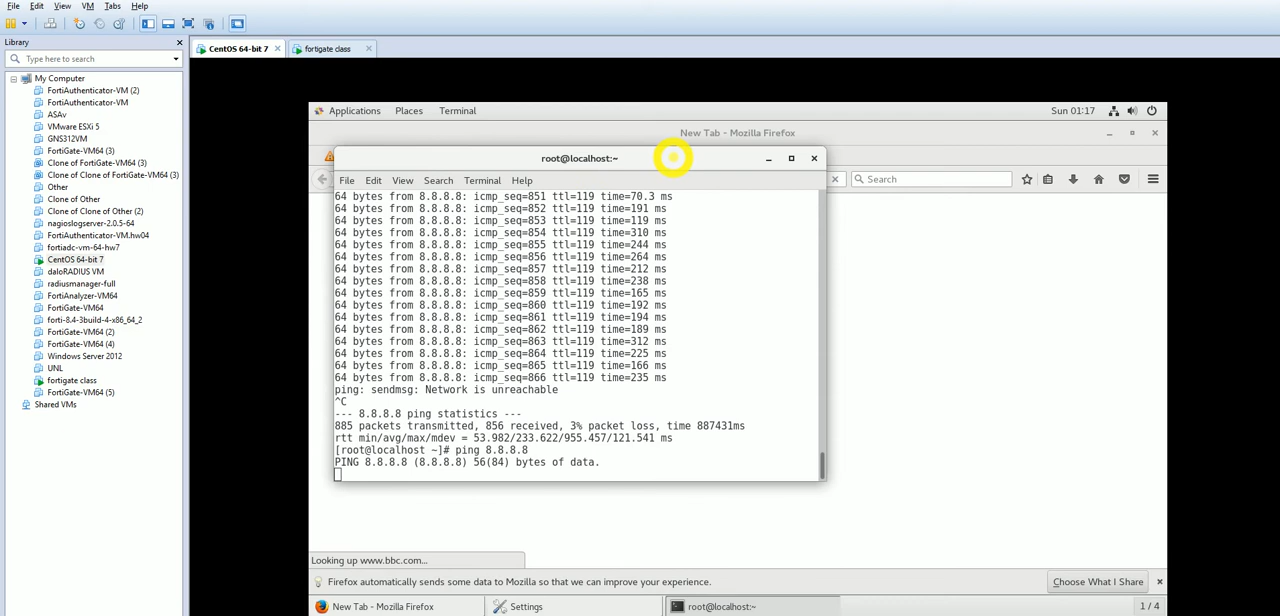 File Edit View VM Tabs Help
Library
Type here to search
My Computer
FortiAuthenticator-VM (2)
FortiAuthenticator-VM
ASAv
VMware ESXi 5
GNS312VM
FortiGate-VM64 (3)
Clone of FortiGate-VM64 (3)
Clone of Clone of FortiGate-VM64 (3)
Other
Clone of Other
Clone of Clone of Other (2)
nagioslogserver-2.0.5-64
FortiAuthenticator-VM.hw04
fortiadc-vm-64-hw7
CentOS 64-bit 7
daloRADIUS VM
radiusmanager-full
FortiAnalyzer-VM64
FortiGate-VM64
forti-8.4-3build-4-x86_64_2
FortiGate-VM64 (2)
FortiGate-VM64 (4)
Windows Server 2012
UNL
fortigate class
FortiGate-VM64 (5)
Shared VMs
CentOS 64-bit 7 fortigate class
Applications Places Terminal Sun 01:17
New Tab - Mozilla Firefox
Search
root@localhost:~
File Edit View Search Terminal Help
64 bytes from 8.8.8.8: icmp_seq=851 ttl=119 time=70.3 ms
64 bytes from 8.8.8.8: icmp_seq=852 ttl=119 time=191 ms
64 bytes from 8.8.8.8: icmp_seq=853 ttl=119 time=119 ms
64 bytes from 8.8.8.8: icmp_seq=854 ttl=119 time=310 ms
64 bytes from 8.8.8.8: icmp_seq=855 ttl=119 time=244 ms
64 bytes from 8.8.8.8: icmp_seq=856 ttl=119 time=264 ms
64 bytes from 8.8.8.8: icmp_seq=857 ttl=119 time=212 ms
64 bytes from 8.8.8.8: icmp_seq=858 ttl=119 time=238 ms
64 bytes from 8.8.8.8: icmp_seq=859 ttl=119 time=165 ms
64 bytes from 8.8.8.8: icmp_seq=860 ttl=119 time=192 ms
64 bytes from 8.8.8.8: icmp_seq=861 ttl=119 time=194 ms
64 bytes from 8.8.8.8: icmp_seq=862 ttl=119 time=189 ms
64 bytes from 8.8.8.8: icmp_seq=863 ttl=119 time=312 ms
64 bytes from 8.8.8.8: icmp_seq=864 ttl=119 time=225 ms
64 bytes from 8.8.8.8: icmp_seq=865 ttl=119 time=166 ms
64 bytes from 8.8.8.8: icmp_seq=866 ttl=119 time=235 ms
ping: sendmsg: Network is unreachable
^C
--- 8.8.8.8 ping statistics ---
885 packets transmitted, 856 received, 3% packet loss, time 887431ms
rtt min/avg/max/mdev = 53.982/233.622/955.457/121.541 ms
[root@localhost ~]# ping 8.8.8.8
PING 8.8.8.8 (8.8.8.8) 56(84) bytes of data.
Looking up www.bbc.com...
Firefox automatically sends some data to Mozilla so that we can improve your experience. Choose What I Share
New Tab - Mozilla Firefox Settings root@localhost:~ 1 / 4